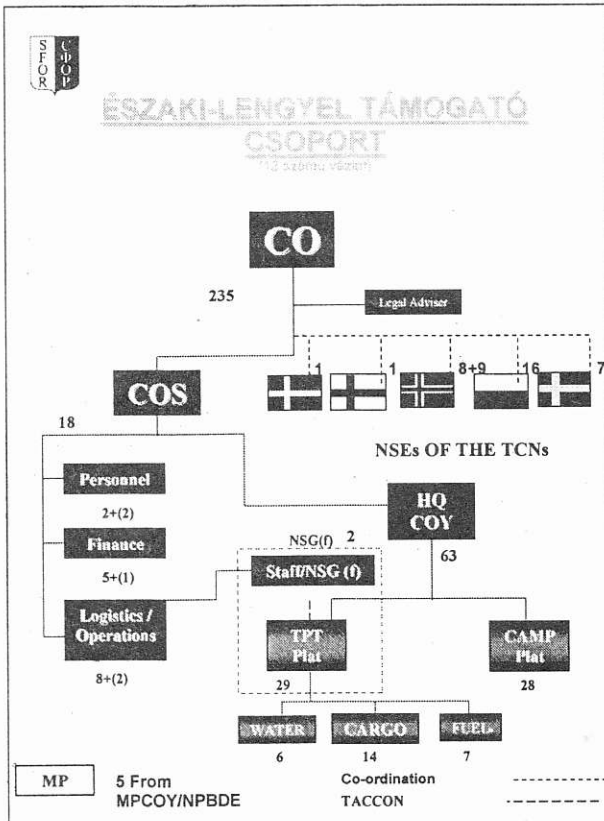 SFOR
СФОР
ÉSZAKI-LENGYEL TÁMOGATÓ
CSOPORT
(12 számú vázlat)
CO
235
Legal Adviser
1
1
8+9
16
7
COS
18
NSEs OF THE TCNs
Personnel
2+(2)
HQ
COY
63
NSG(f) 2
Finance
5+(1)
Staff/NSG (f)
Logistics /
Operations
8+(2)
TPT
Plat
29
CAMP
Plat
28
WATER
6
CARGO
14
FUEL
7
MP
5 From
MPCOY/NPBDE
Co-ordination
TACCON